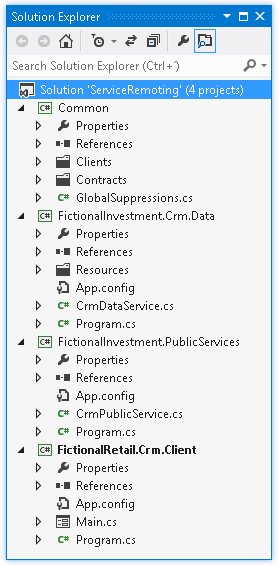 Solution Explorer
Search Solution Explorer (Ctrl+¨)
Solution 'ServiceRemoting' (4 projects)
C# Common
Properties
References
Clients
Contracts
C# GlobalSuppressions.cs
C# FictionalInvestment.Crm.Data
Properties
References
Resources
App.config
C# CrmDataService.cs
C# Program.cs
C# FictionalInvestment.PublicServices
Properties
References
App.config
C# CrmPublicService.cs
C# Program.cs
C# FictionalRetail.Crm.Client
Properties
References
App.config
Main.cs
C# Program.cs